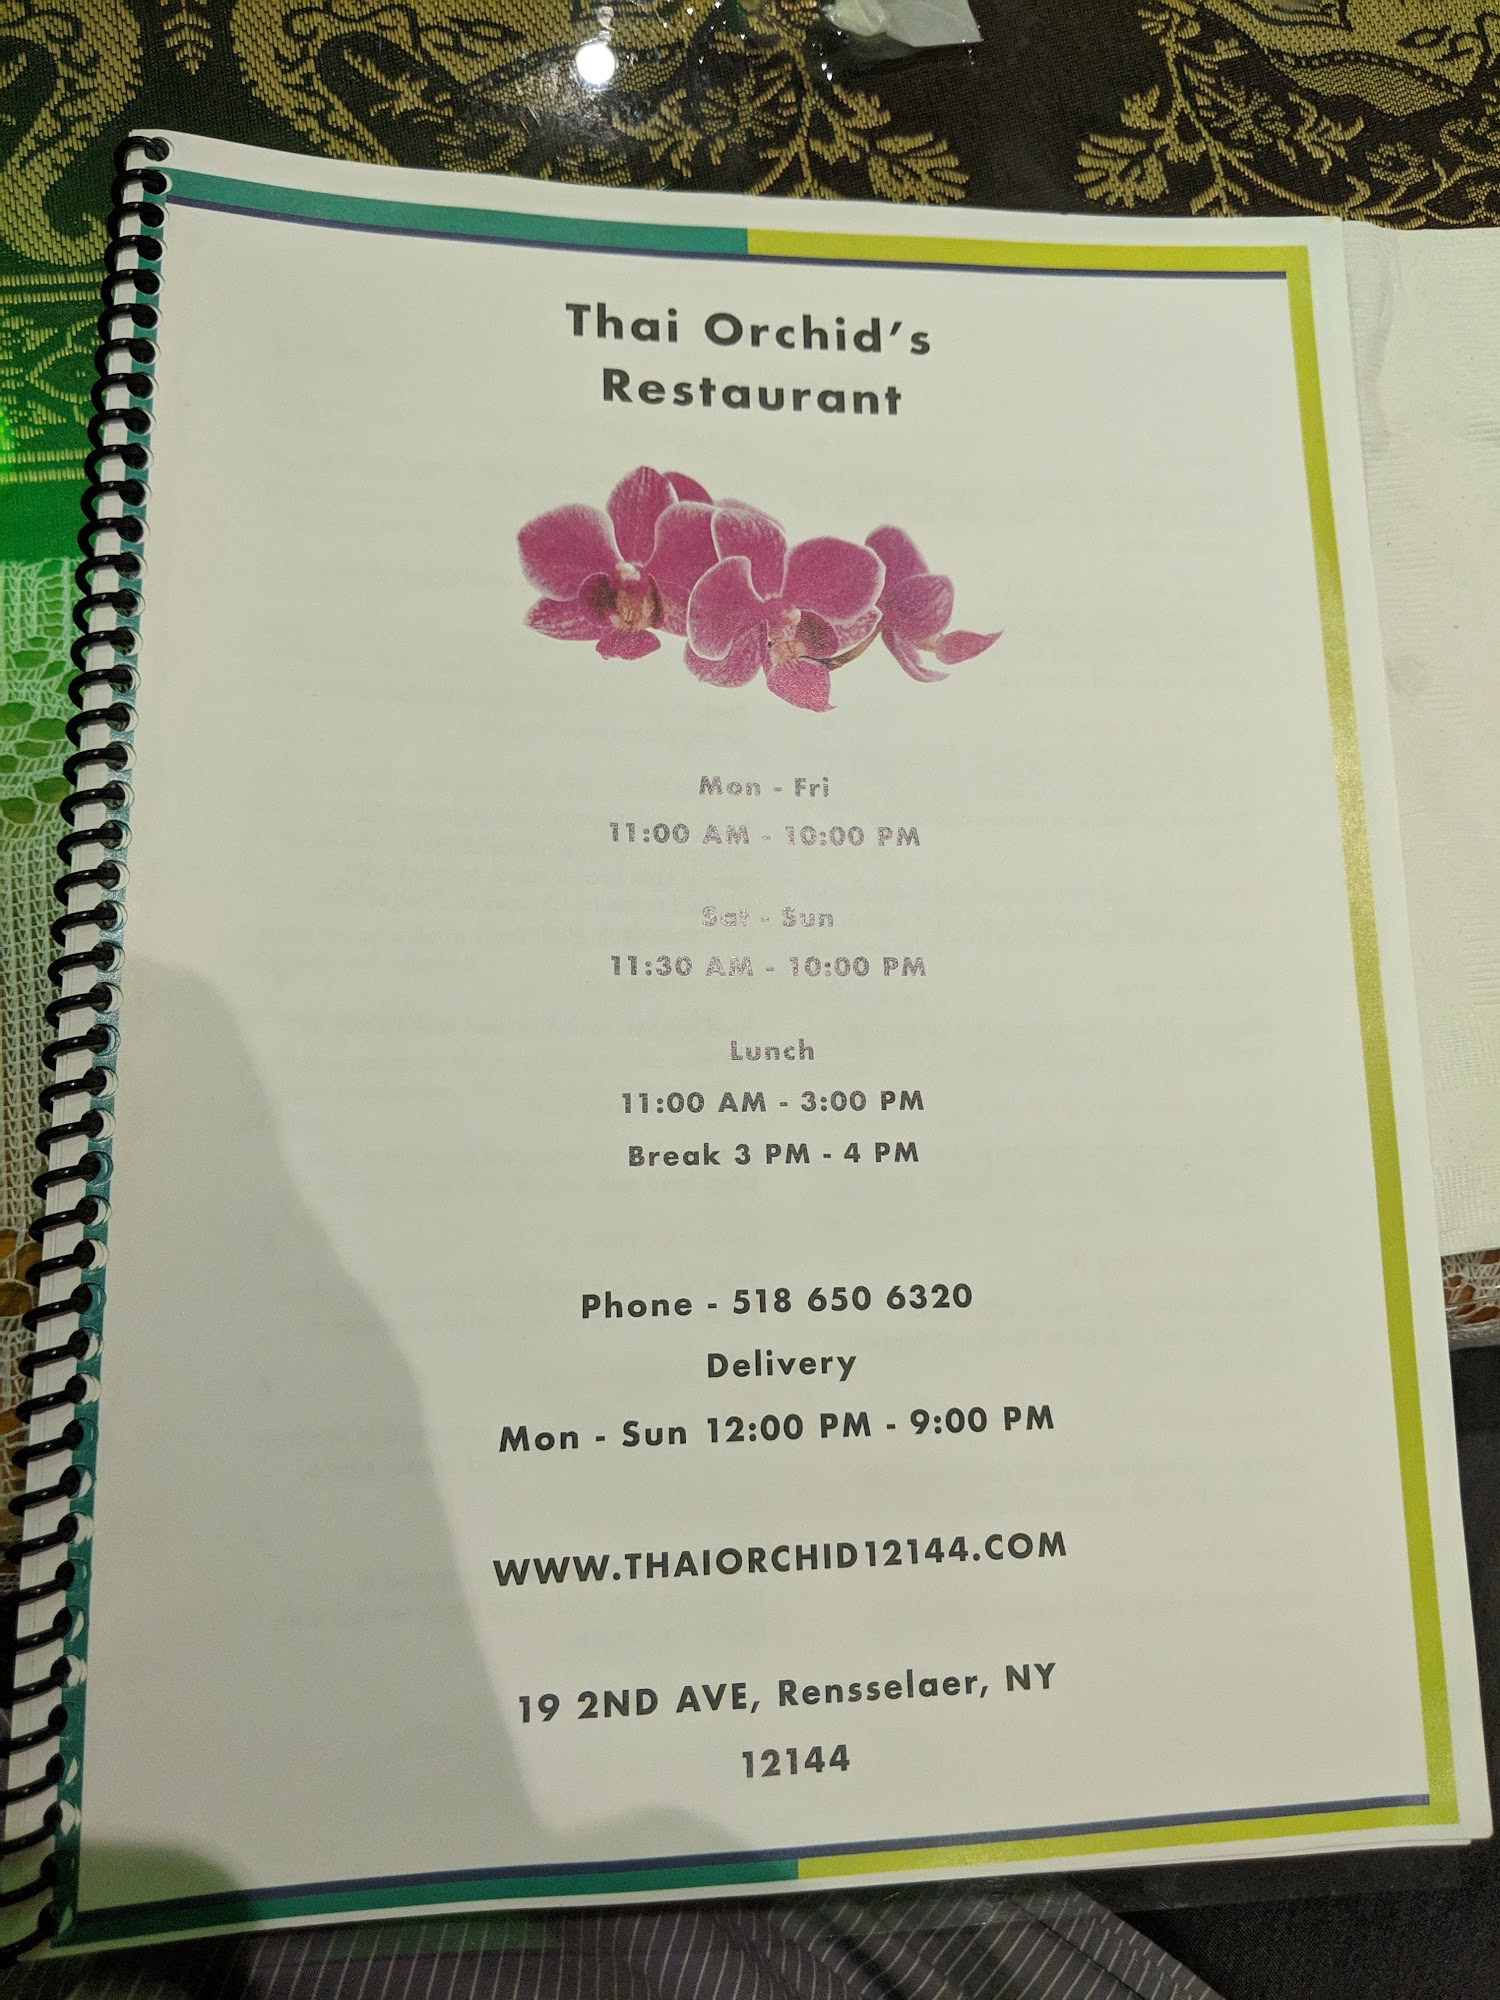 Thai Orchid's
Restaurant
Mon - Fri
11:00 AM - 10:00 PM
Sat - Sun
11:30 AM - 10:00 PM
Lunch
11:00 AM - 3:00 PM
Break 3 PM - 4 PM
Phone - 518 650 6320
Delivery
Mon - Sun 12:00 PM - 9:00 PM
WWW.THAIORCHID12144.COM
19 2ND AVE, Rensselaer, NY
12144